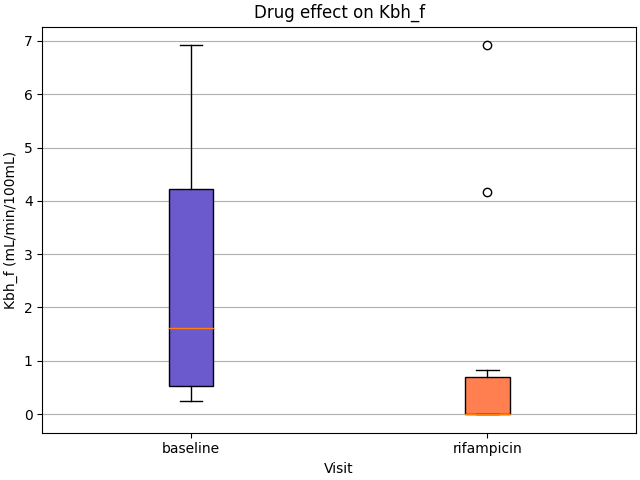 Drug effect on Kbh_f
Kbh_f (mL/min/100mL)
7
6
5
4
3
2
1
0
baseline
rifampicin
Visit